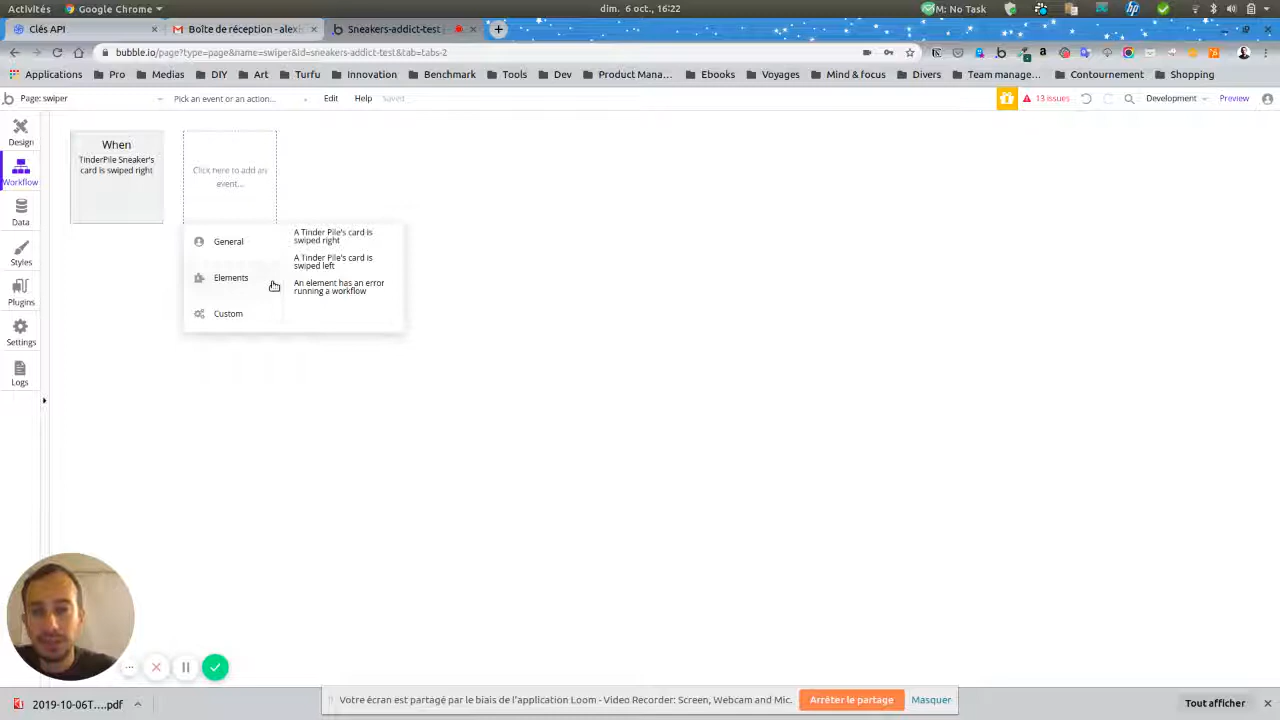 Activités
Google Chrome
dim. 6 oct., 16:22
M: No Task
Clés API
Boîte de réception - alexi
Sneakers-addict-test |
bubble.io/page?type=page&name=swiper&id=sneakers-addict-test&tab=tabs-2
Applications
Pro
Medias
DIY
Art
Turfu
Innovation
Benchmark
Tools
Dev
Product Mana...
Ebooks
Voyages
Mind & focus
Divers
Team manage...
Contournement
Shopping
Page: swiper
Pick an event or an action...
Edit
Help
Saved
13 issues
Development
Preview
Design
Workflow
Data
Styles
Plugins
Settings
Logs
When
TinderPile Sneaker's
card is swiped right
Click here to add an
event...
General
Elements
Custom
A Tinder Pile's card is
swiped right
A Tinder Pile's card is
swiped left
An element has an error
running a workflow
2019-10-06T....pdf
Votre écran est partagé par le biais de l'application Loom - Video Recorder: Screen, Webcam and Mic.
Arrêter le partage
Masquer
Tout afficher